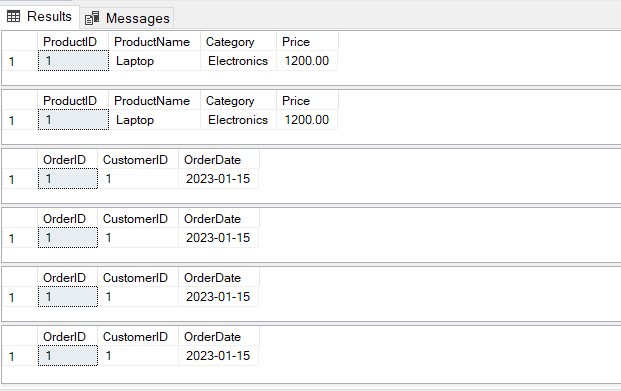 Results Messages
ProductID ProductName Category Price
1 1 Laptop Electronics 1200.00
ProductID ProductName Category Price
1 1 Laptop Electronics 1200.00
OrderID CustomerID OrderDate
1 1 1 2023-01-15
OrderID CustomerID OrderDate
1 1 1 2023-01-15
OrderID CustomerID OrderDate
1 1 1 2023-01-15
OrderID CustomerID OrderDate
1 1 1 2023-01-15